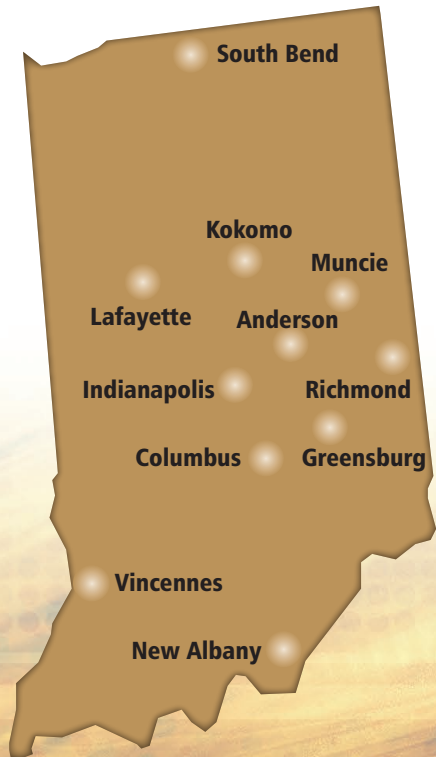 South Bend
Kokomo
Muncie
Lafayette
Anderson
Indianapolis
Richmond
Columbus
Greensburg
Vincennes
New Albany